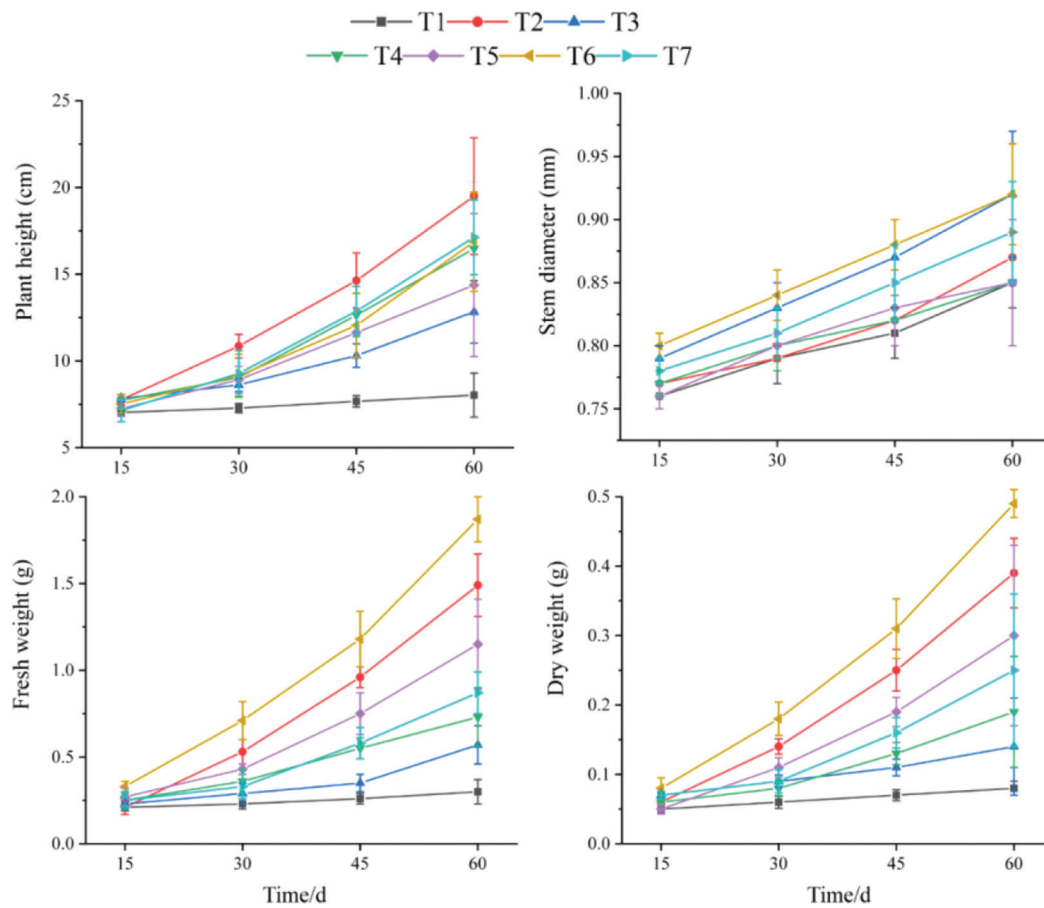 T1 T2 T3
T4 T5 T6 T7
Plant height (cm)
25
20
15
10
5
15 30 45 60
Stem diameter (mm)
1.00
0.95
0.90
0.85
0.80
0.75
15 30 45 60
Fresh weight (g)
2.0
1.5
1.0
0.5
0.0
15 30 45 60
Time/d
Dry weight (g)
0.5
0.4
0.3
0.2
0.1
0.0
15 30 45 60
Time/d